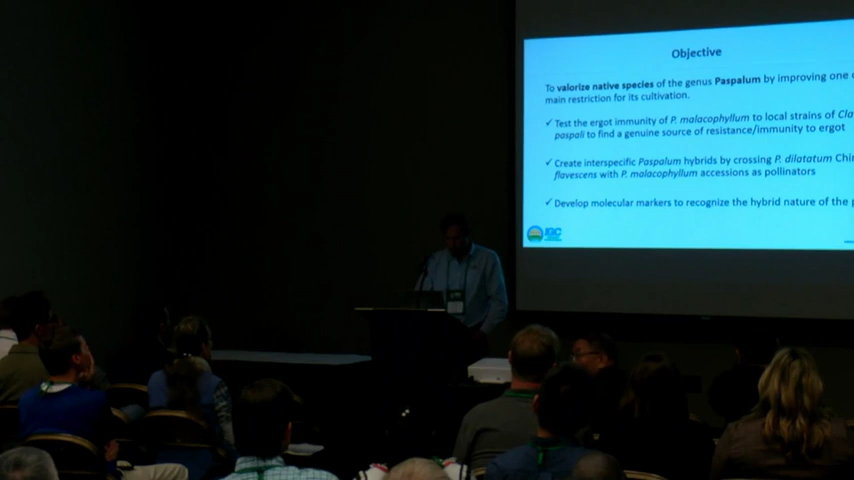 Objective
To valorize native species of the genus Paspalum by improving one
main restriction for its cultivation.
✓ Test the ergot immunity of P. malacophyllum to local strains of Cla
paspali to find a genuine source of resistance/immunity to ergot
✓ Create interspecific Paspalum hybrids by crossing P. dilatatum Chi
flavescens with P. malacophyllum accessions as pollinators
✓ Develop molecular markers to recognize the hybrid nature of the
IGC